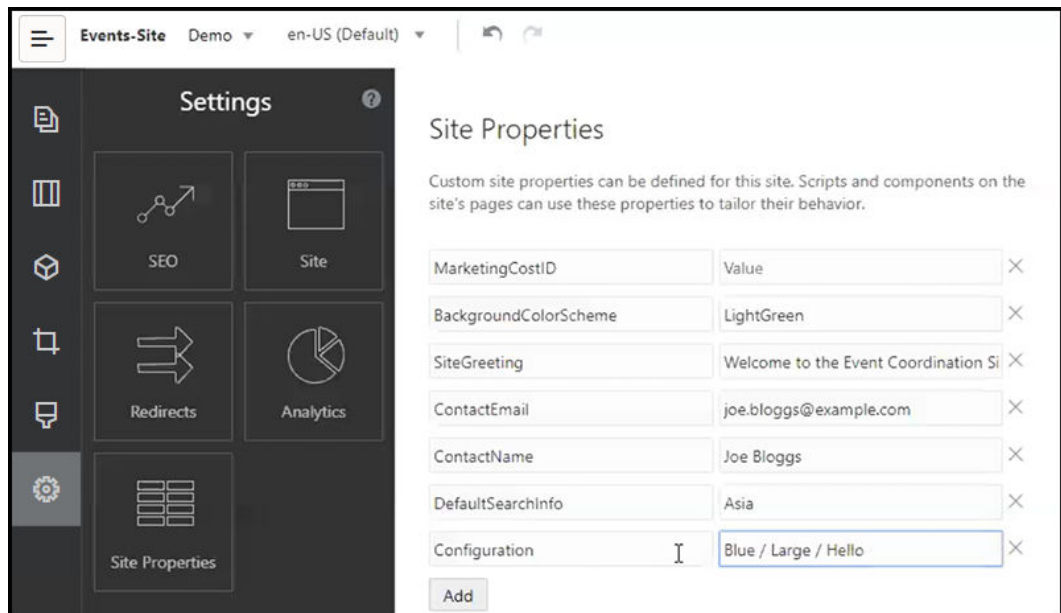 Events-Site Demo en-US (Default)
Settings
?
SEO
Site
Redirects
Analytics
Site Properties
Site Properties
Custom site properties can be defined for this site. Scripts and components on the
site's pages can use these properties to tailor their behavior.
MarketingCostID Value
BackgroundColorScheme LightGreen
SiteGreeting Welcome to the Event Coordination Si
ContactEmail joe.bloggs@example.com
ContactName Joe Bloggs
DefaultSearchInfo Asia
Configuration Blue / Large / Hello
Add